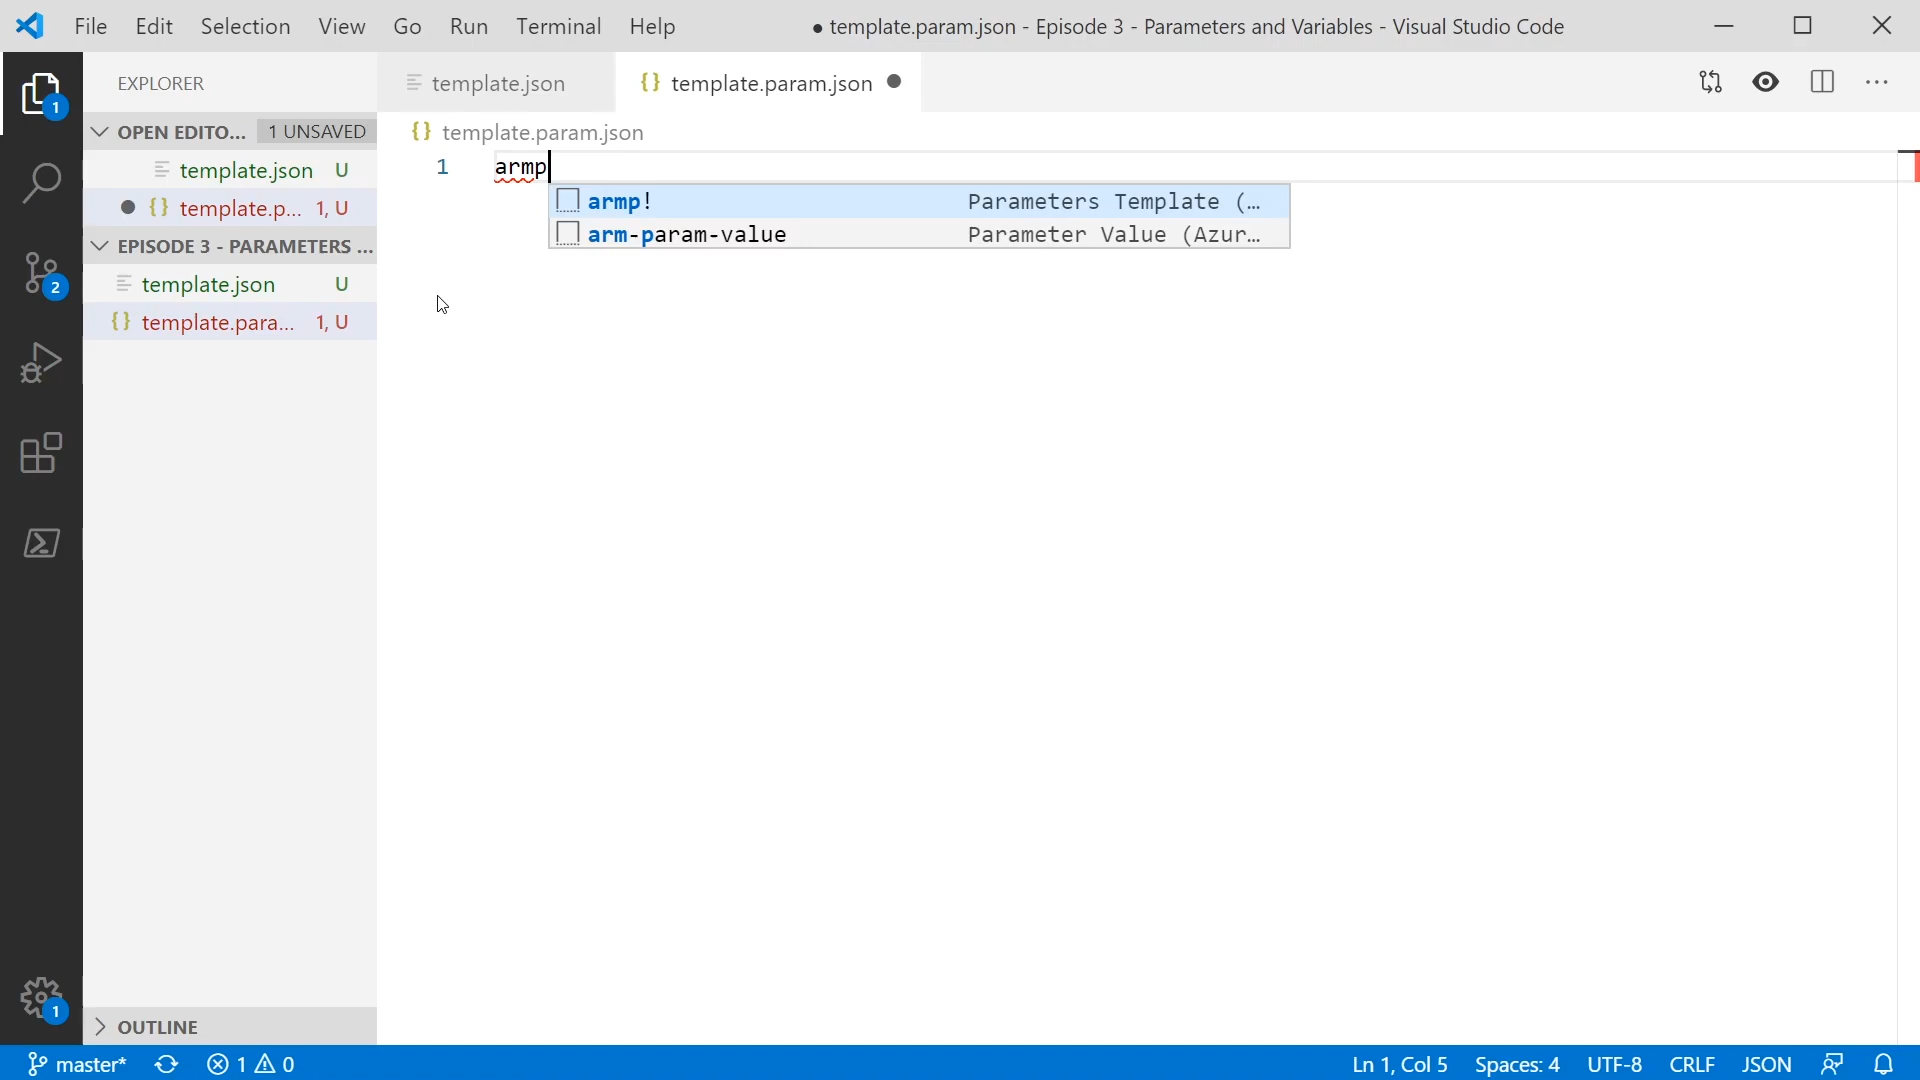 File Edit Selection View Go Run Terminal Help ● template.param.json - Episode 3 - Parameters and Variables - Visual Studio Code
EXPLORER
OPEN EDITO... 1 UNSAVED
template.json U
template.p... 1, U
EPISODE 3 - PARAMETERS ...
template.json U
template.para... 1, U
OUTLINE
1
2
1
template.json
{} template.param.json
{} template.param.json
1 armp
armp! Parameters Template (…
arm-param-value Parameter Value (Azur…
master* 1 0 Ln 1, Col 5 Spaces: 4 UTF-8 CRLF JSON